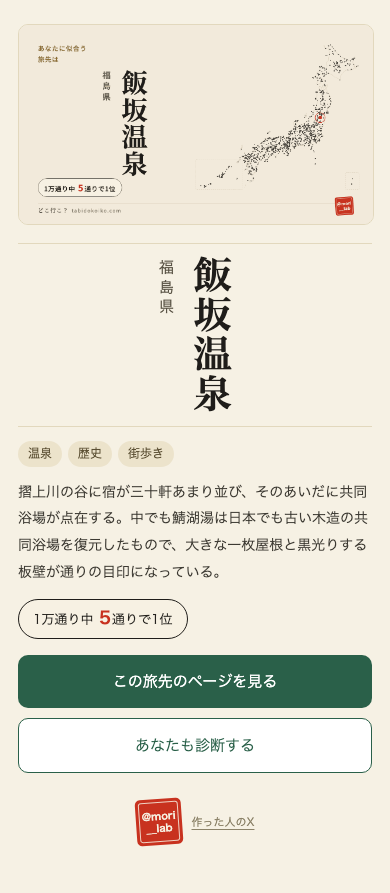 あなたに似合う
旅先は
福島県
飯坂温泉
1万通り中 5通りで1位
どこ行こ？ tabidokoiko.com
@mori
__lab
福島県
飯坂温泉
温泉 歴史 街歩き
摺上川の谷に宿が三十軒あまり並び、そのあいだに共同
浴場が点在する。中でも鯖湖湯は日本でも古い木造の共
同浴場を復元したもので、大きな一枚屋根と黒光りする
板壁が通りの目印になっている。
1万通り中 5通りで1位
この旅先のページを見る
あなたも診断する
@mori
__lab
作った人のX